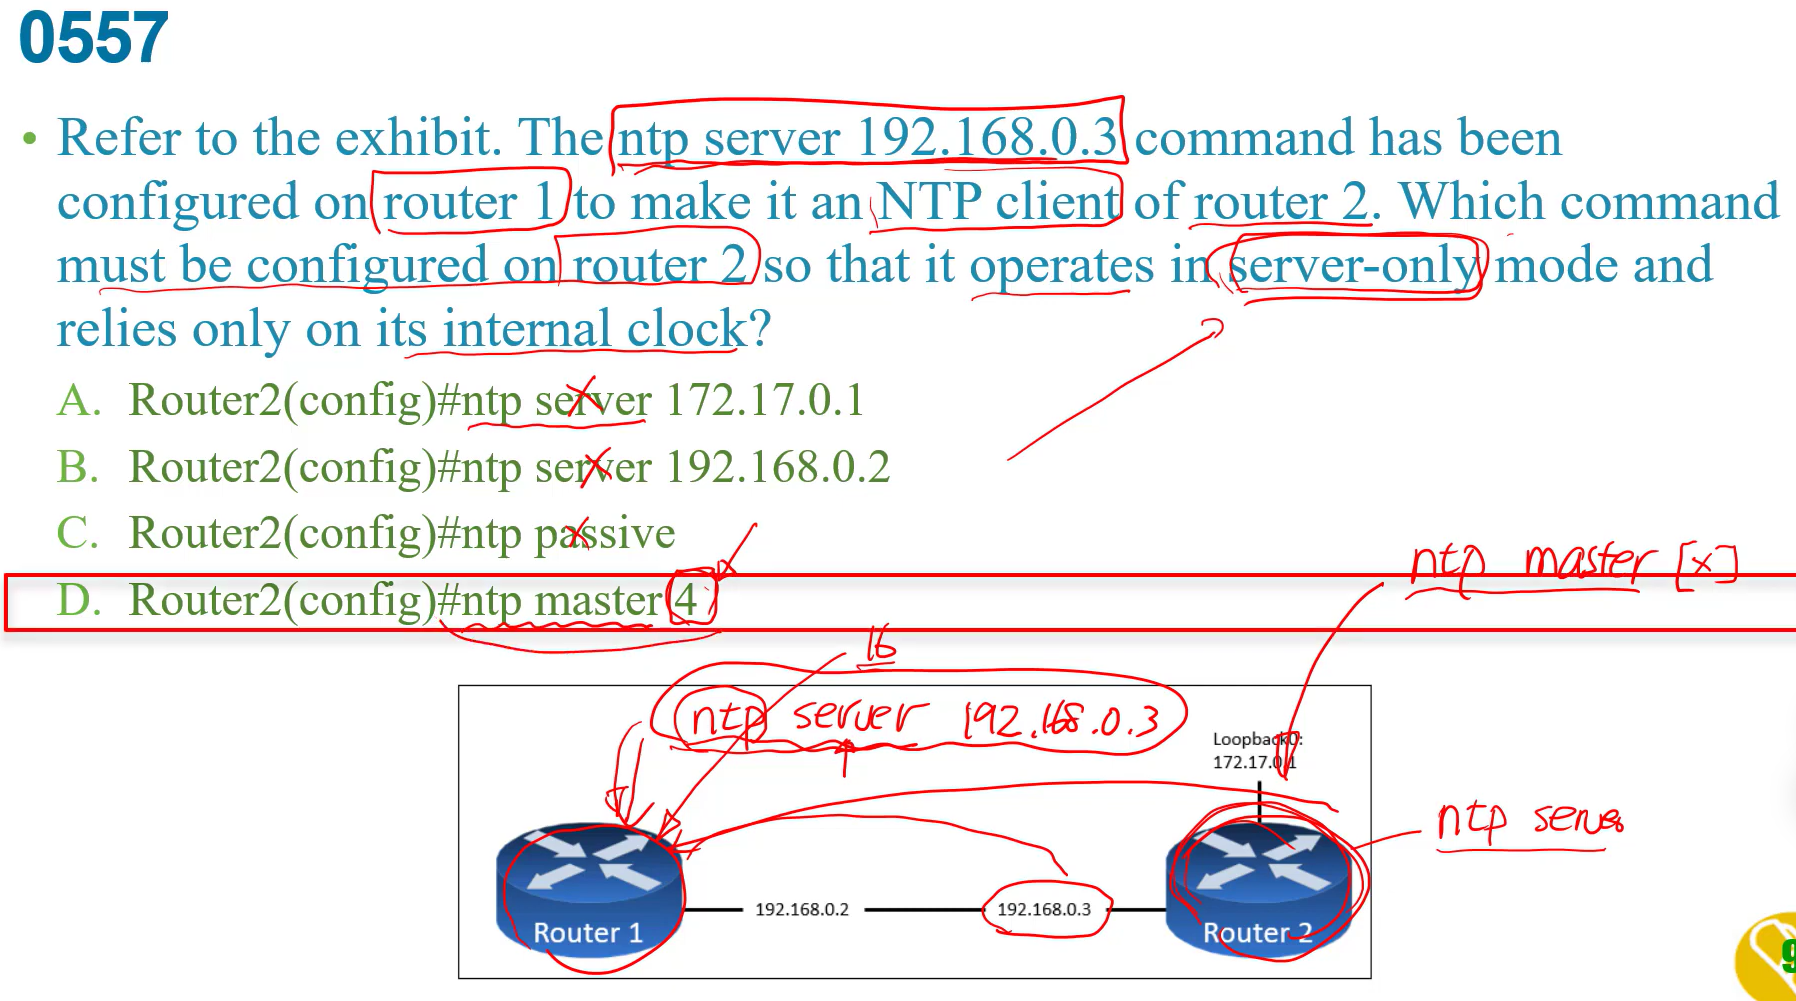 0557
• Refer to the exhibit. The ntp server 192.168.0.3 command has been
configured on router 1 to make it an NTP client of router 2. Which command
must be configured on router 2 so that it operates in server-only mode and
relies only on its internal clock?
A. Router2(config)#ntp server 172.17.0.1
B. Router2(config)#ntp server 192.168.0.2
C. Router2(config)#ntp passive
ntp master [x]
D. Router2(config)#ntp master 4
16
ntp server 192.168.0.3
Loopback0:
172.17.0.1
ntp server
192.168.0.2
192.168.0.3
Router 1
Router 2
9